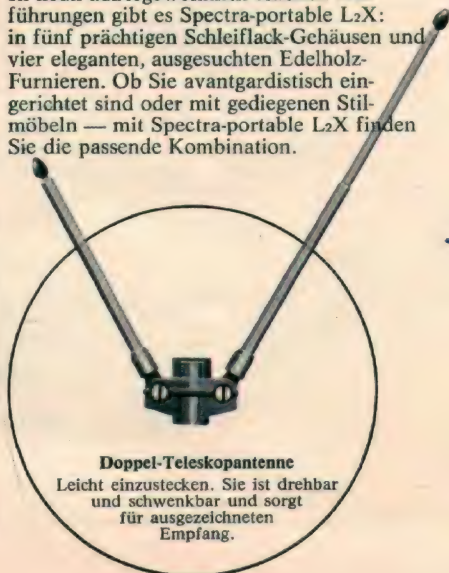 führungen gibt es Spectra-portable L₂X:
in fünf prächtigen Schleiflack-Gehäusen und
vier eleganten, ausgesuchten Edelholz-
Furnieren. Ob Sie avantgardistisch ein-
gerichtet sind oder mit gediegenen Stil-
möbeln — mit Spectra-portable L₂X finden
Sie die passende Kombination.
Doppel-Teleskopantenne
Leicht einzustecken. Sie ist drehbar
und schwenkbar und sorgt
für ausgezeichneten
Empfang.